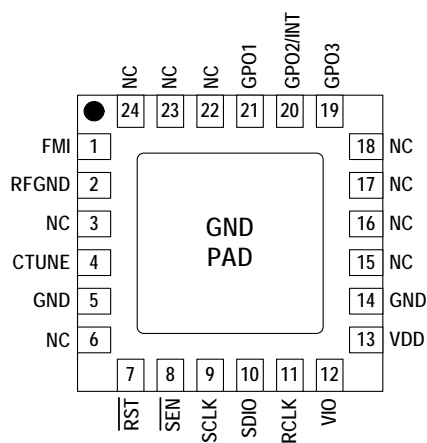 NC
NC
NC
GPO1
GPO2/INT
GPO3
24
23
22
21
20
19
FMI 1
RFGND 2
NC 3
CTUNE 4
GND 5
NC 6
GND
PAD
18 NC
17 NC
16 NC
15 NC
14 GND
13 VDD
7
8
9
10
11
12
RST
SEN
SCLK
SDIO
RCLK
VIO